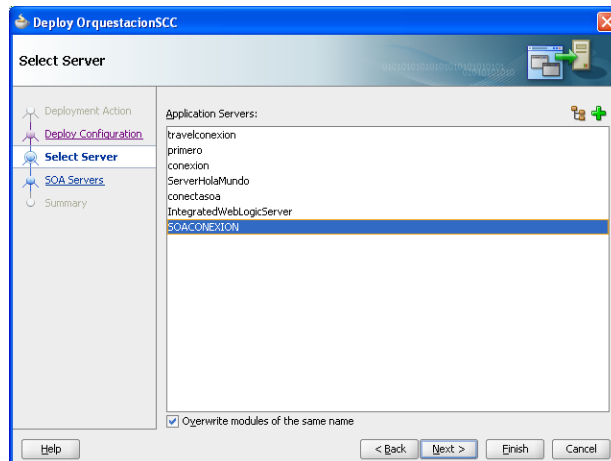 Deploy OrquestacionSCC
Select Server
Deployment Action
Deploy Configuration
Select Server
SOA Servers
Summary
Application Servers:
travelconexion
primero
conexion
ServerHolaMundo
conectasoa
IntegratedWebLogicServer
SOACONEXION
Overwrite modules of the same name
Help
< Back
Next >
Finish
Cancel